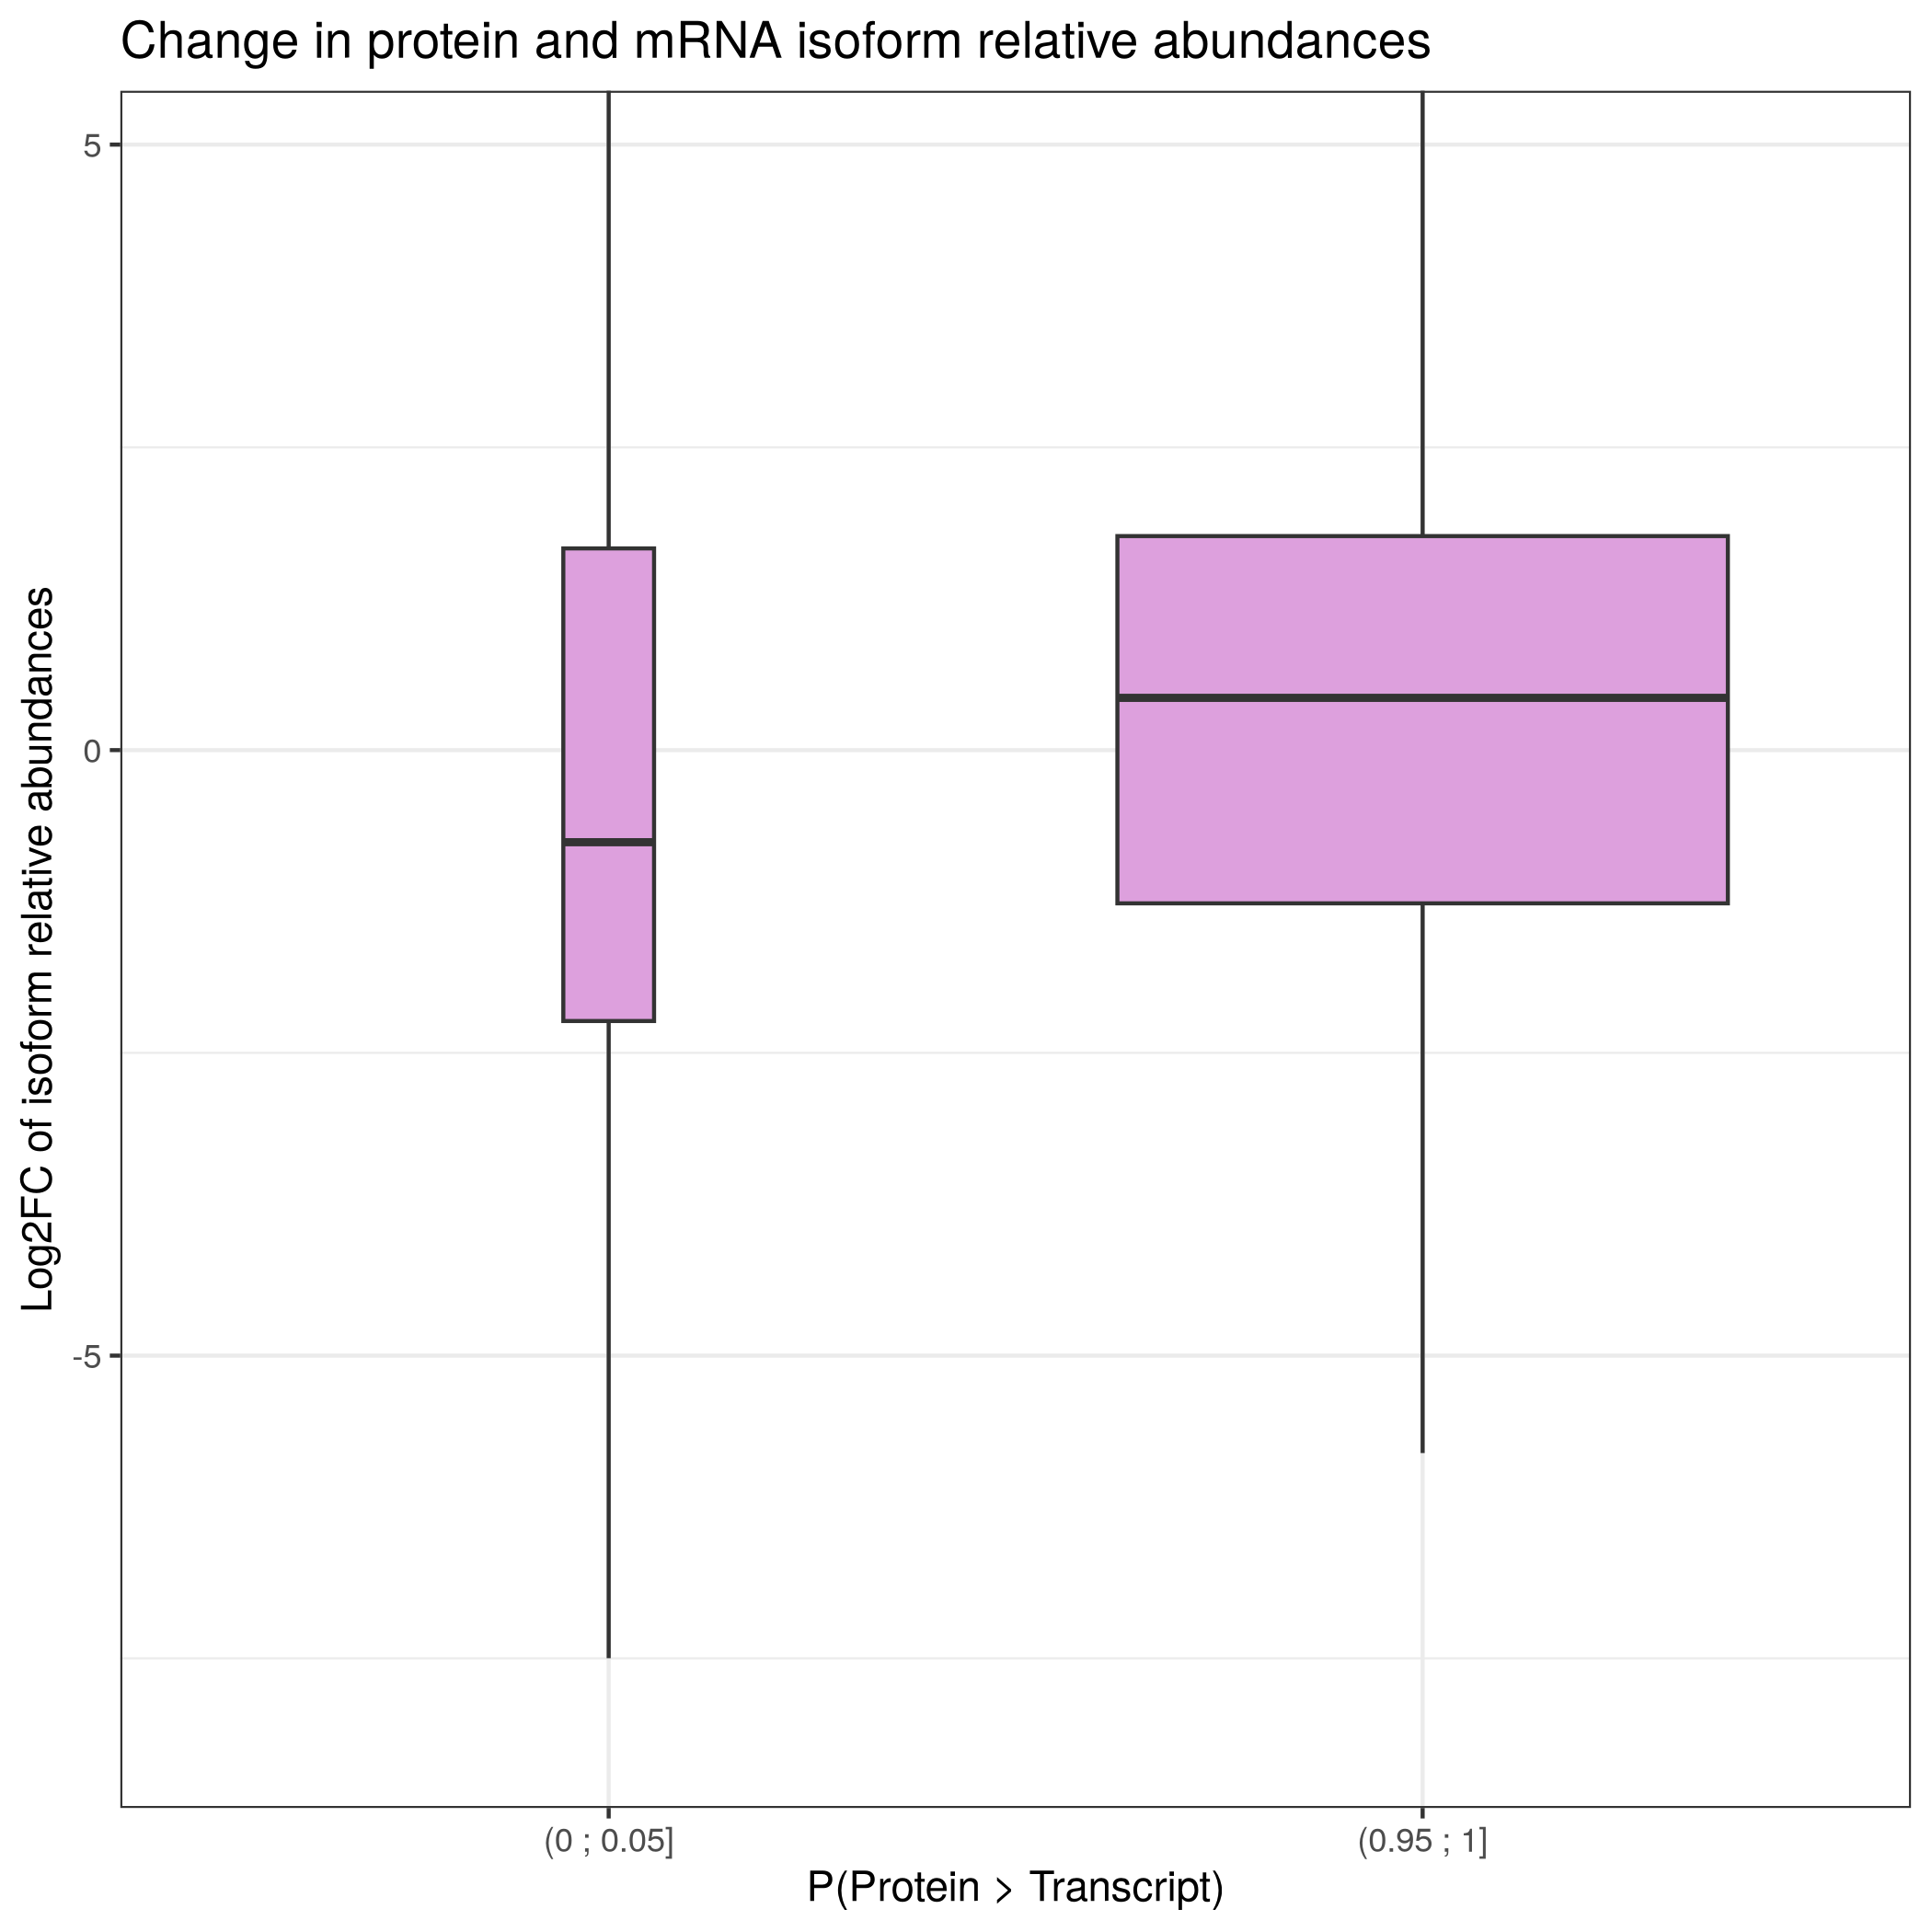 Change in protein and mRNA isoform relative abundances
Log2FC of isoform relative abundances
5
0
-5
(0 ; 0.05]
(0.95 ; 1]
P(Protein > Transcript)